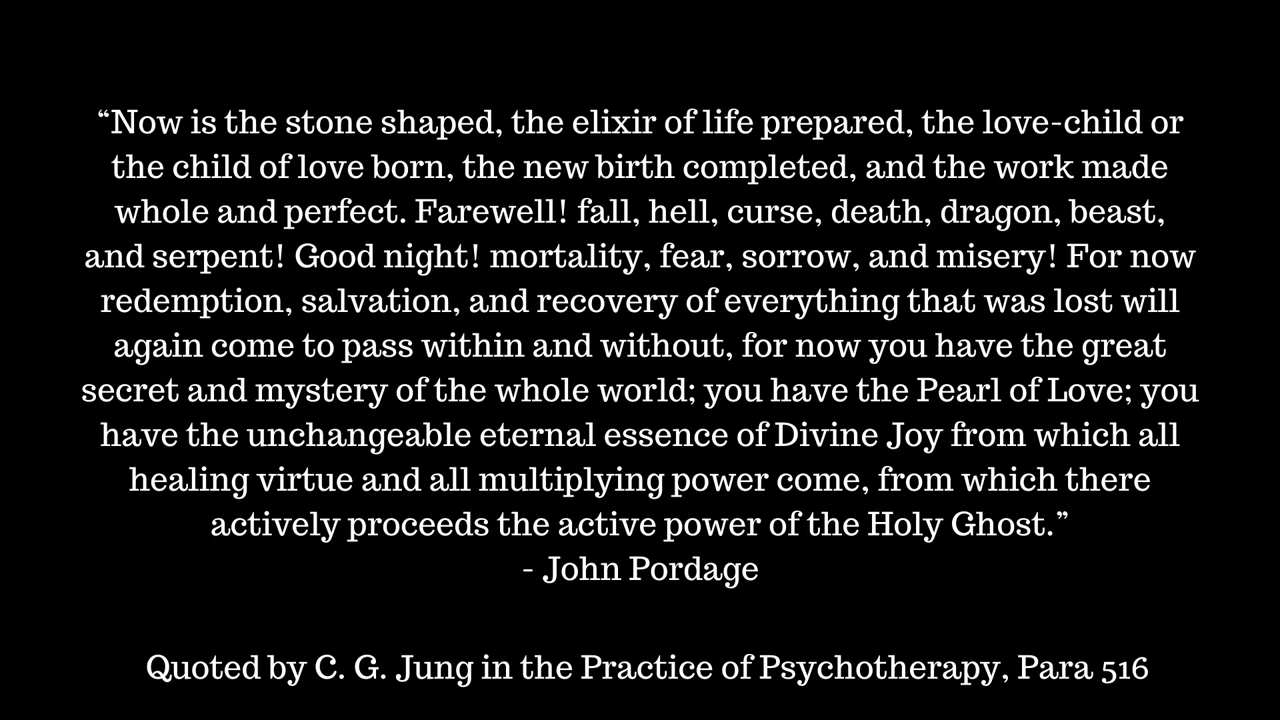 “Now is the stone shaped, the elixir of life prepared, the love-child or
the child of love born, the new birth completed, and the work made
whole and perfect. Farewell! fall, hell, curse, death, dragon, beast,
and serpent! Good night! mortality, fear, sorrow, and misery! For now
redemption, salvation, and recovery of everything that was lost will
again come to pass within and without, for now you have the great
secret and mystery of the whole world; you have the Pearl of Love; you
have the unchangeable eternal essence of Divine Joy from which all
healing virtue and all multiplying power come, from which there
actively proceeds the active power of the Holy Ghost.”
- John Pordage
Quoted by C. G. Jung in the Practice of Psychotherapy, Para 516